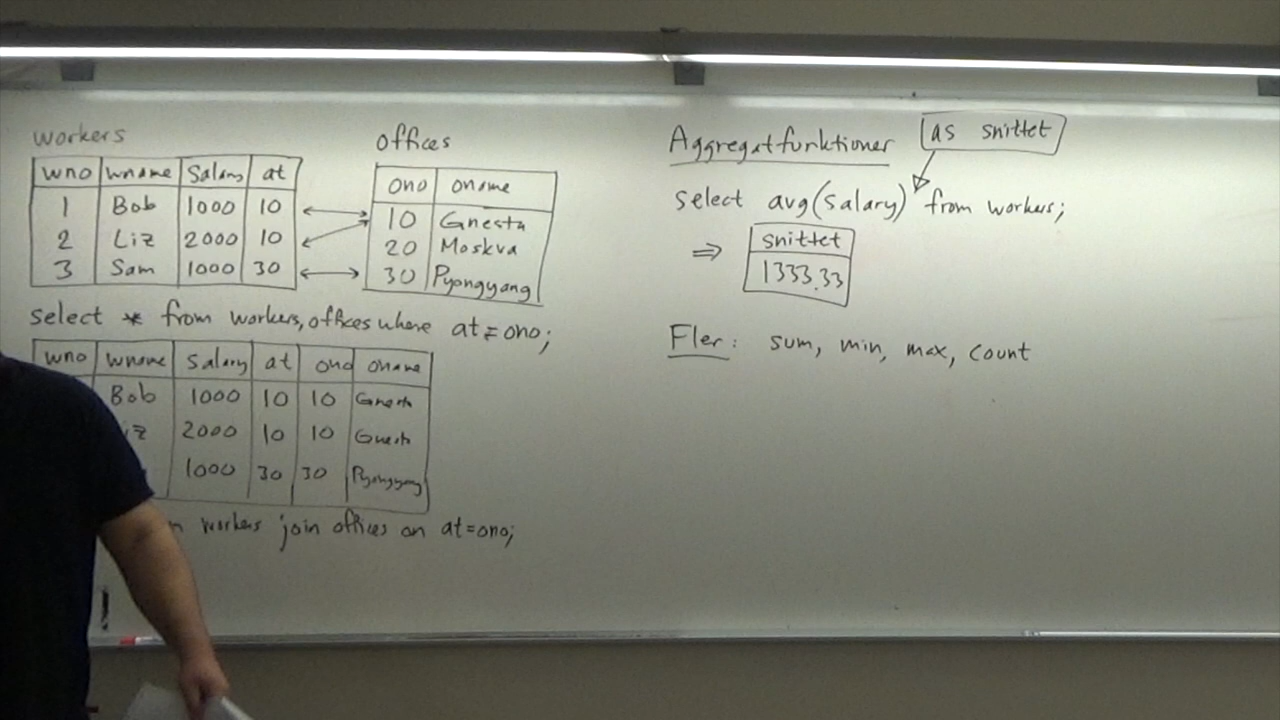 workers
wno wname Salary at
1 Bob 1000 10
2 Liz 2000 10
3 Sam 1000 30
offices
ono oname
10 Gnesta
20 Moskva
30 Pyongyang
select * from workers, offices where at = ono;
wno wname Salary at ono oname
Bob 1000 10 10 Gnesta
2000 10 10 Gnesta
1000 30 30 Pyongyang
workers join offices on at=ono;
Aggregatfunktioner
as snittet
select avg(salary) from workers;
⇒ snittet
1333.33
Fler: sum, min, max, count